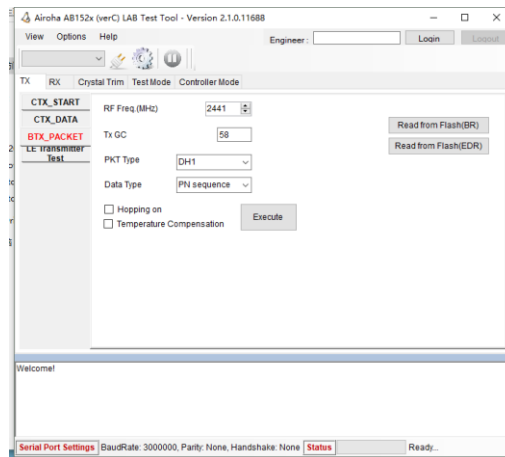 Airoha AB152x (verC) LAB Test Tool - Version 2.1.0.11688
View Options Help
Engineer :
Login
Logout
TX RX Crystal Trim Test Mode Controller Mode
CTX_START
CTX_DATA
BTX_PACKET
LE Transmitter
Test
RF Freq.(MHz) 2441
Tx GC 58
PKT Type DH1
Data Type PN sequence
Hopping on
Temperature Compensation
Execute
Read from Flash(BR)
Read from Flash(EDR)
Welcome!
Serial Port Settings BaudRate: 3000000, Parity: None, Handshake: None Status Ready...